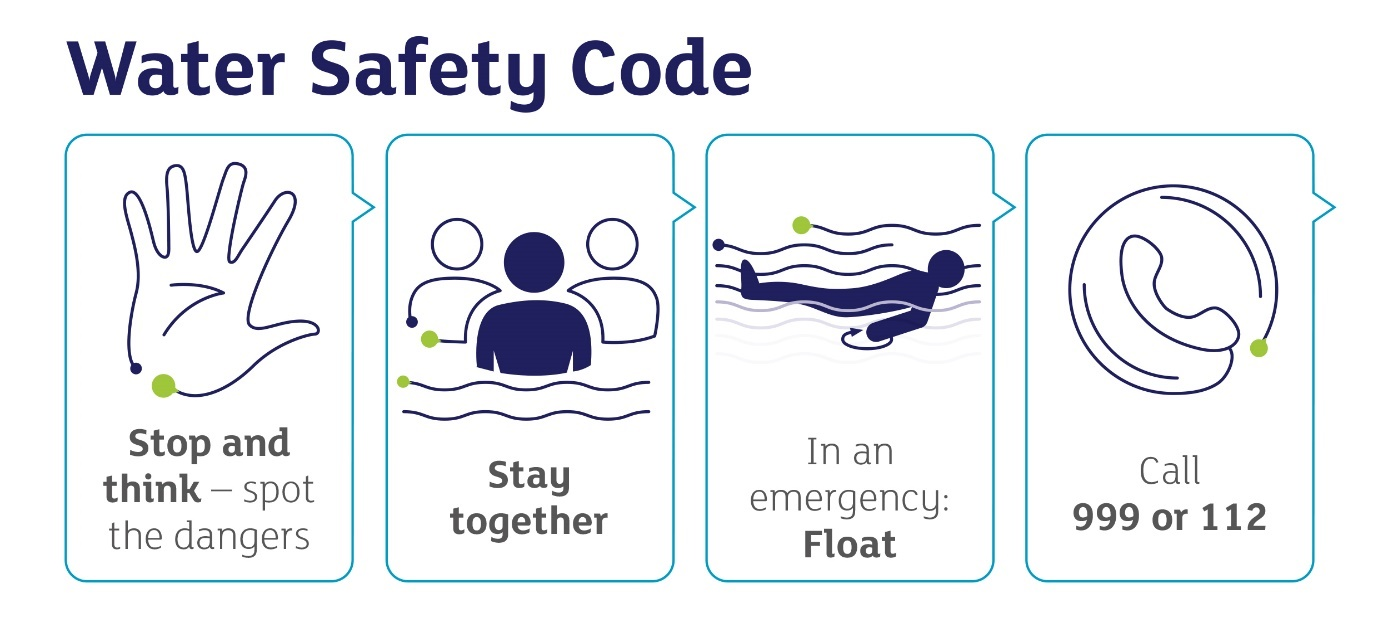 Water Safety Code
Stop and
think – spot
the dangers
Stay
together
In an
emergency:
Float
Call
999 or 112